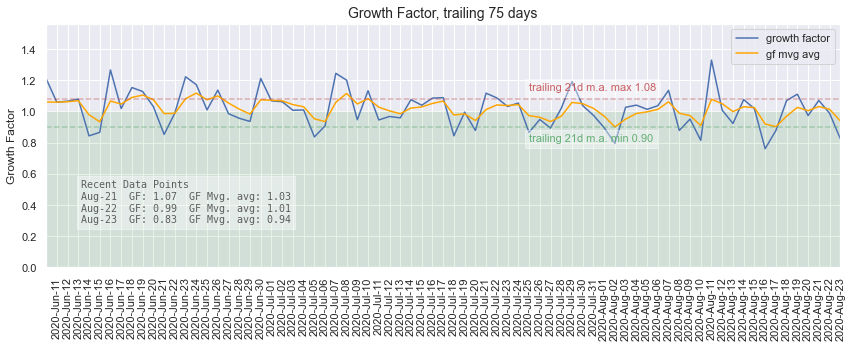 Growth Factor, trailing 75 days
growth factor
gf mvg avg
trailing 21d m.a. max 1.08
trailing 21d m.a. min 0.90
Recent Data Points
Aug-21 GF: 1.07 GF Mvg. avg: 1.03
Aug-22 GF: 0.99 GF Mvg. avg: 1.01
Aug-23 GF: 0.83 GF Mvg. avg: 0.94
Growth Factor
1.4
1.2
1.0
0.8
0.6
0.4
0.2
0.0
2020-Jun-11
2020-Jun-12
2020-Jun-13
2020-Jun-14
2020-Jun-15
2020-Jun-16
2020-Jun-17
2020-Jun-18
2020-Jun-19
2020-Jun-20
2020-Jun-21
2020-Jun-22
2020-Jun-23
2020-Jun-24
2020-Jun-25
2020-Jun-26
2020-Jun-27
2020-Jun-28
2020-Jun-29
2020-Jun-30
2020-Jul-01
2020-Jul-02
2020-Jul-03
2020-Jul-04
2020-Jul-05
2020-Jul-06
2020-Jul-07
2020-Jul-08
2020-Jul-09
2020-Jul-10
2020-Jul-11
2020-Jul-12
2020-Jul-13
2020-Jul-14
2020-Jul-15
2020-Jul-16
2020-Jul-17
2020-Jul-18
2020-Jul-19
2020-Jul-20
2020-Jul-21
2020-Jul-22
2020-Jul-23
2020-Jul-24
2020-Jul-25
2020-Jul-26
2020-Jul-27
2020-Jul-28
2020-Jul-29
2020-Jul-30
2020-Jul-31
2020-Aug-01
2020-Aug-02
2020-Aug-03
2020-Aug-04
2020-Aug-05
2020-Aug-06
2020-Aug-07
2020-Aug-08
2020-Aug-09
2020-Aug-10
2020-Aug-11
2020-Aug-12
2020-Aug-13
2020-Aug-14
2020-Aug-15
2020-Aug-16
2020-Aug-17
2020-Aug-18
2020-Aug-19
2020-Aug-20
2020-Aug-21
2020-Aug-22
2020-Aug-23